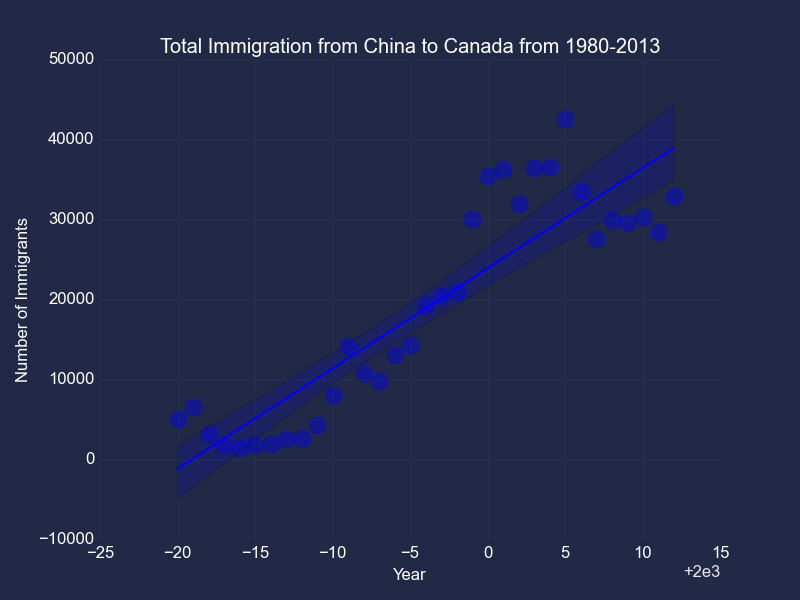 Total Immigration from China to Canada from 1980-2013
50000
40000
30000
20000
10000
0
−10000
Number of Immigrants
−25 −20 −15 −10 −5 0 5 10 15
+2e3
Year